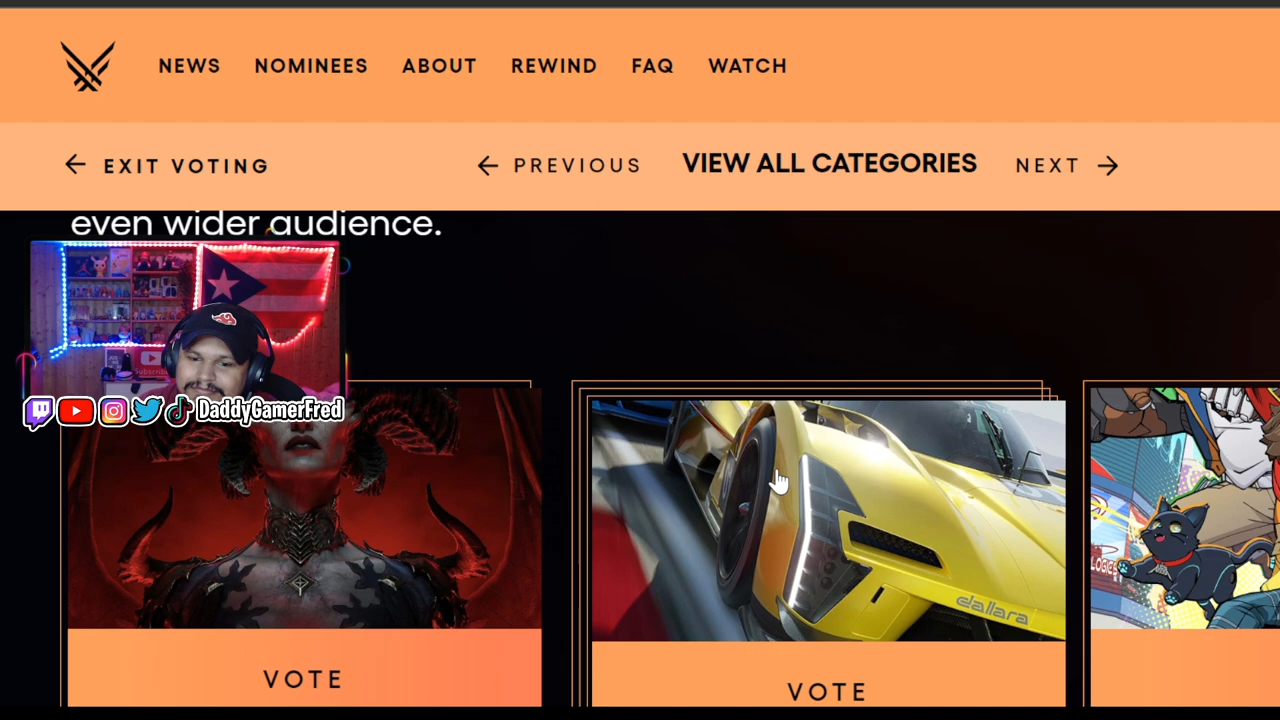 NEWS NOMINEES ABOUT REWIND FAQ WATCH
← EXIT VOTING ← PREVIOUS VIEW ALL CATEGORIES NEXT →
even wider audience.
Subscribe
DaddyGamerFred
dallara
VOTE
VOTE